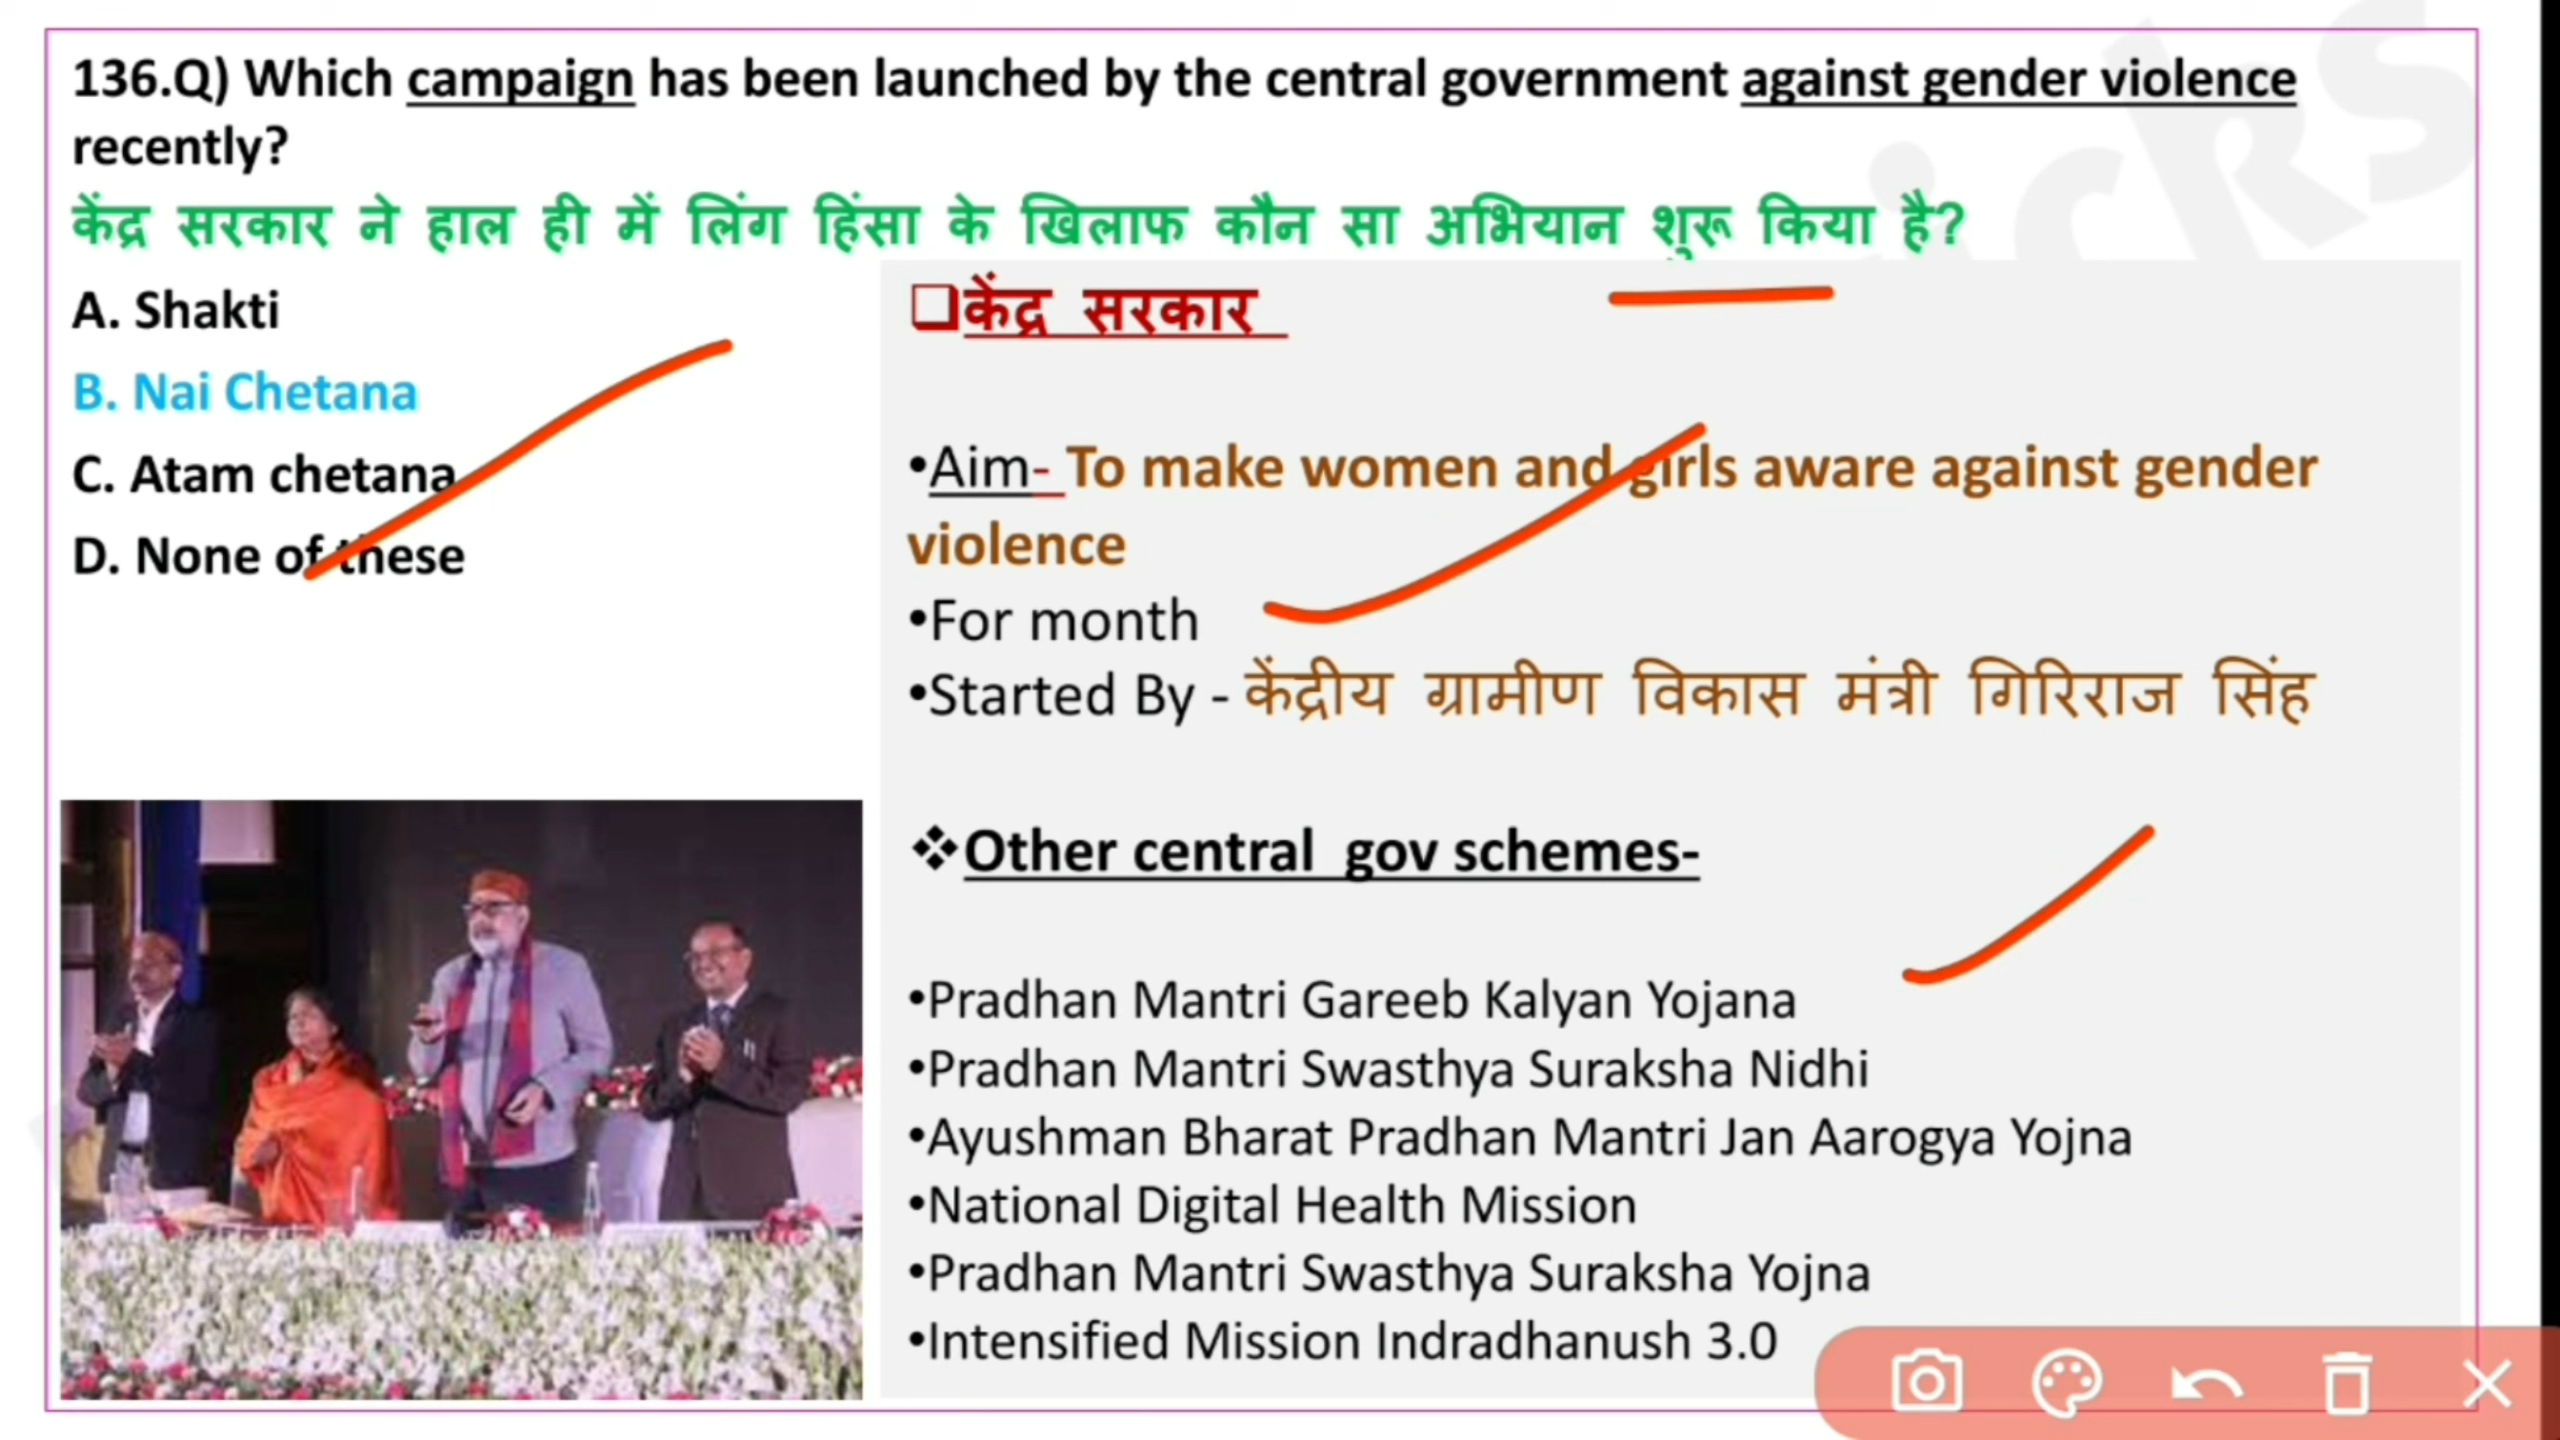 136.Q) Which campaign has been launched by the central government against gender violence
recently?
केंद्र सरकार ने हाल ही में लिंग हिंसा के खिलाफ कौन सा अभियान शुरू किया है?
A. Shakti
B. Nai Chetana
C. Atam chetana
D. None of these
❑केंद्र सरकार
•Aim- To make women and girls aware against gender
violence
•For month
•Started By - केंद्रीय ग्रामीण विकास मंत्री गिरिराज सिंह
❖Other central gov schemes-
•Pradhan Mantri Gareeb Kalyan Yojana
•Pradhan Mantri Swasthya Suraksha Nidhi
•Ayushman Bharat Pradhan Mantri Jan Aarogya Yojna
•National Digital Health Mission
•Pradhan Mantri Swasthya Suraksha Yojna
•Intensified Mission Indradhanush 3.0